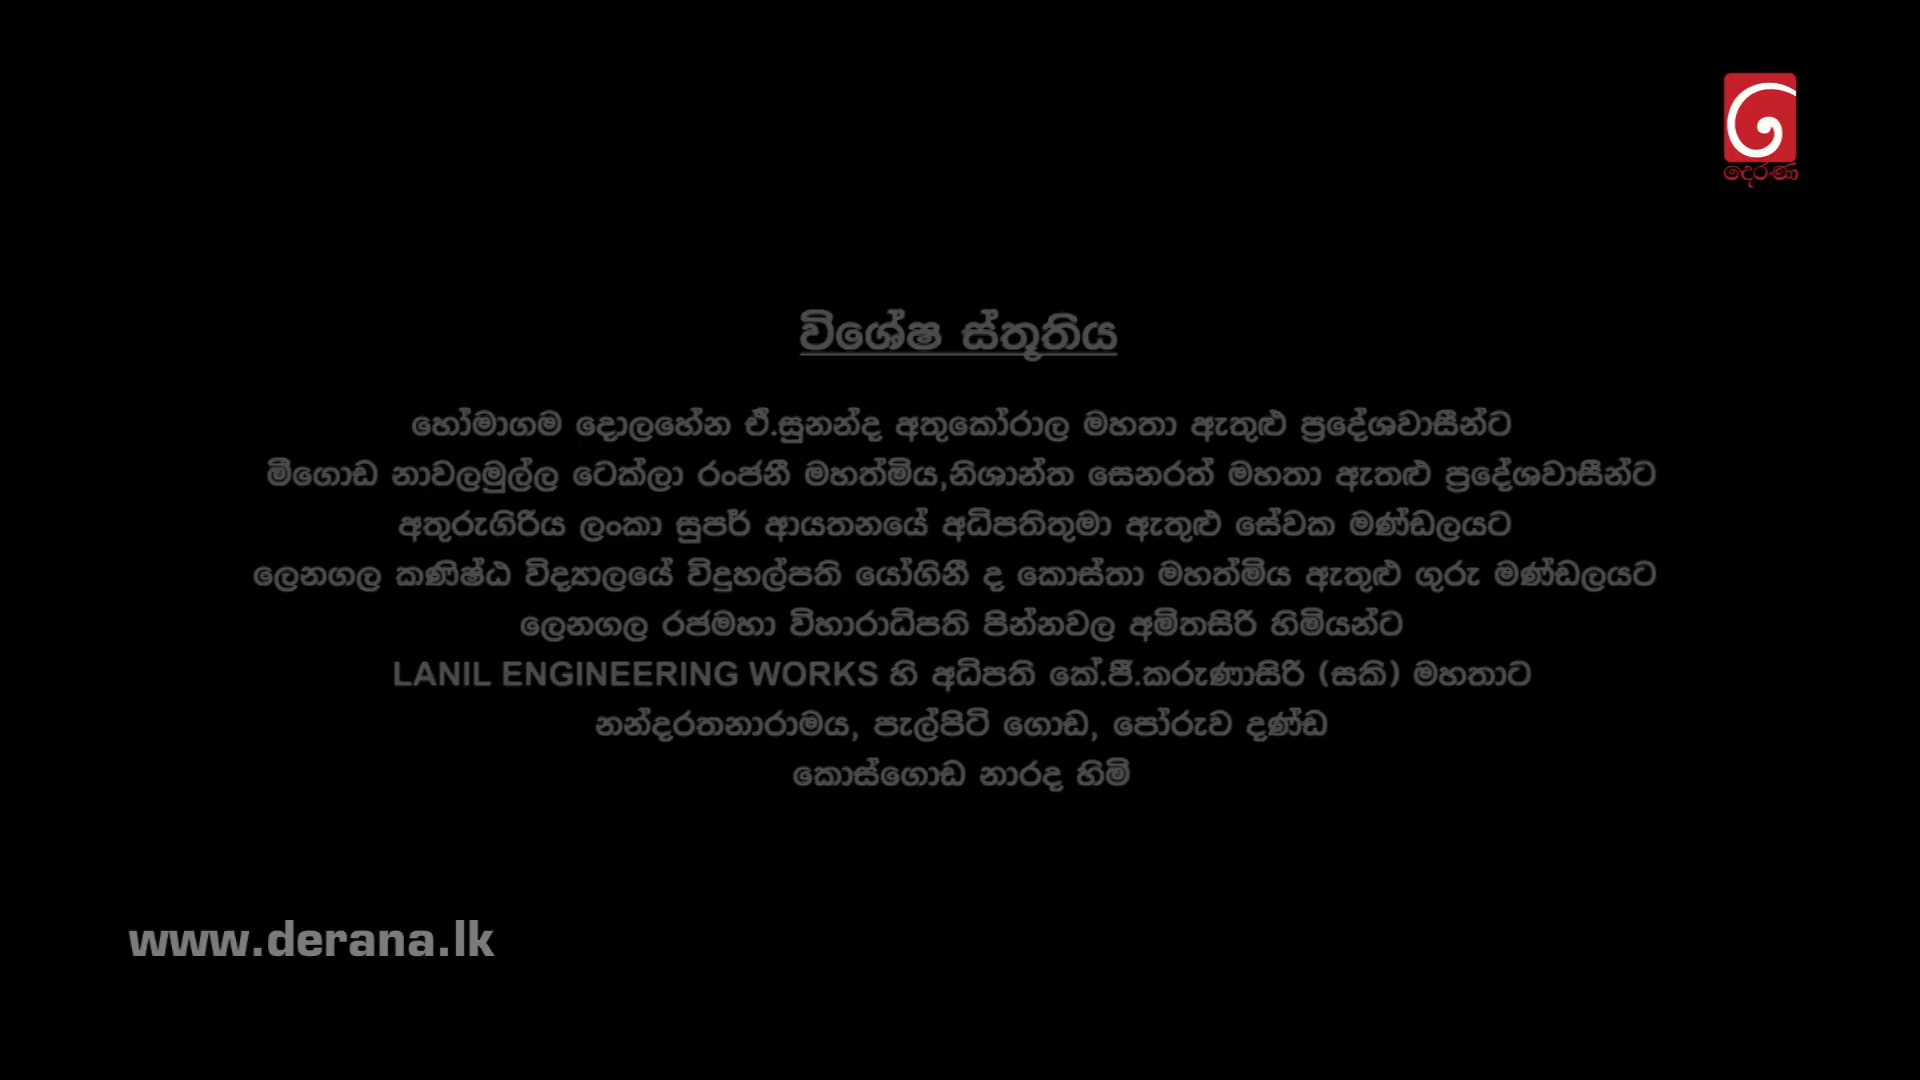 දෙරණ
විශේෂ ස්තූතිය
හෝමාගම දොලහේන ඒ.සුනන්ද අතුකෝරාල මහතා ඇතුළු ප්‍රදේශවාසීන්ට
මීගොඩ නාවලමුල්ල ටෙක්ලා රංජනී මහත්මිය,නිශාන්ත සෙනරත් මහතා ඇතළු ප්‍රදේශවාසීන්ට
අතුරුගිරිය ලංකා සුපර් ආයතනයේ අධිපතිතුමා ඇතුළු සේවක මණ්ඩලයට
ලෙනගල කණිෂ්ඨ විද්‍යාලයේ විදුහල්පති යෝගිනී ද කොස්තා මහත්මිය ඇතුළු ගුරු මණ්ඩලයට
ලෙනගල රජමහා විහාරාධිපති පින්නවල අමිතසිරි හිමියන්ට
LANIL ENGINEERING WORKS හි අධිපති කේ.ජී.කරුණාසිරි (සකි) මහතාට
නන්දරතනාරාමය, පැල්පිටි ගොඩ, පෝරුව දණ්ඩ
කොස්ගොඩ නාරද හිමි
www.derana.lk